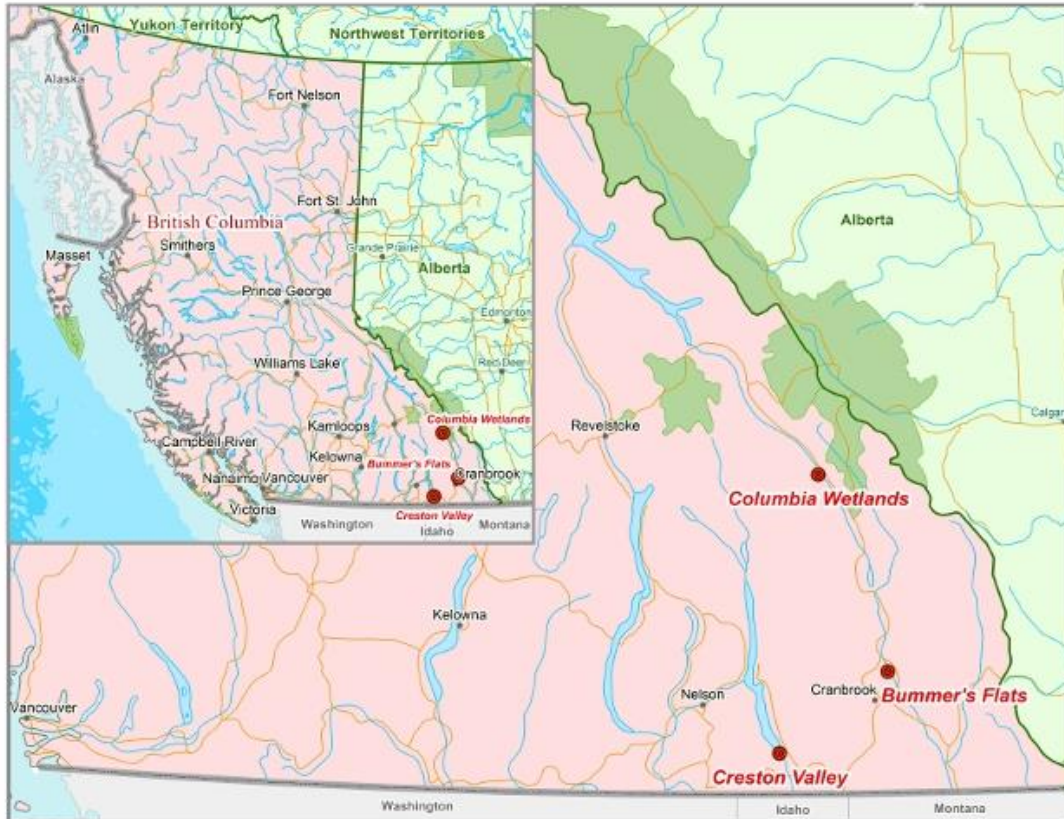 Yukon Territory
Northwest Territories
Atlin
Alaska
Fort Nelson
Fort St. John
British Columbia
Smithers
Grande Prairie
Masset
Alberta
Prince George
Edmonton
Williams Lake
Red Deer
Columbia Wetlands
Kamloops
Campbell River
Kelowna
Bummer's Flats
Cranbrook
Nanaimo
Vancouver
Victoria
Creston Valley
Washington
Idaho
Montana
Alberta
Calgar
Revelstoke
Columbia Wetlands
Kelowna
Vancouver
Nelson
Cranbrook
Bummer's Flats
Creston Valley
Washington
Idaho
Montana